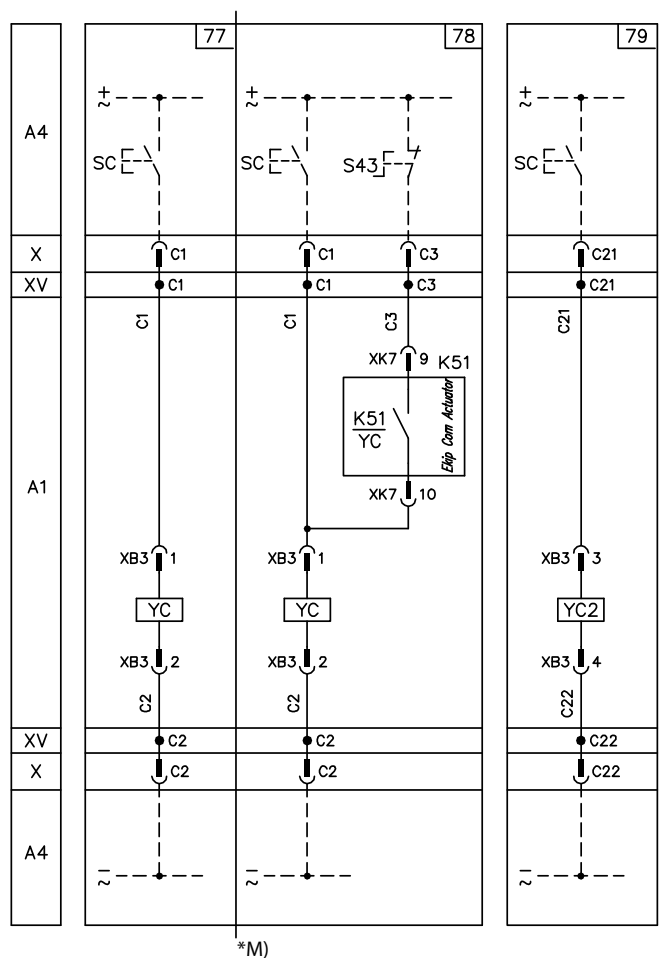 77 78 79
+ + +
~ ~ ~
A4
SC SC S43 SC
X C1 C1 C3 C21
XV C1 C1 C3 C21
C1 C1 C3 C21
XK7 9 K51
K51
YC
Ekip Com Actuator
A1
XK7 10
XB3 1 XB3 1 XB3 3
YC YC YC2
XB3 2 XB3 2 XB3 4
C2 C2 C22
XV C2 C2 C22
X C2 C2 C22
A4
– – –
~ ~ ~
*M)